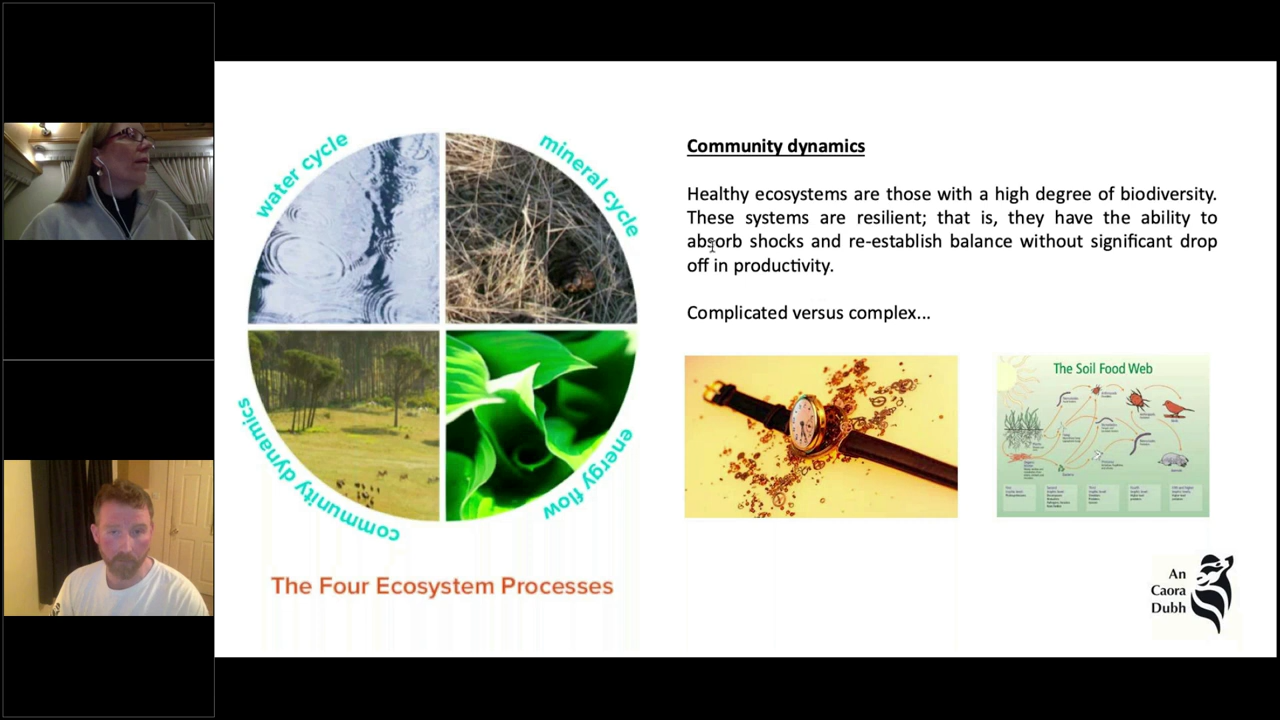 water cycle
mineral cycle
community dynamics
energy flow
The Four Ecosystem Processes
Community dynamics
Healthy ecosystems are those with a high degree of biodiversity.
These systems are resilient; that is, they have the ability to
absorb shocks and re-establish balance without significant drop
off in productivity.
Complicated versus complex...
The Soil Food Web
An
Caora
Dubh